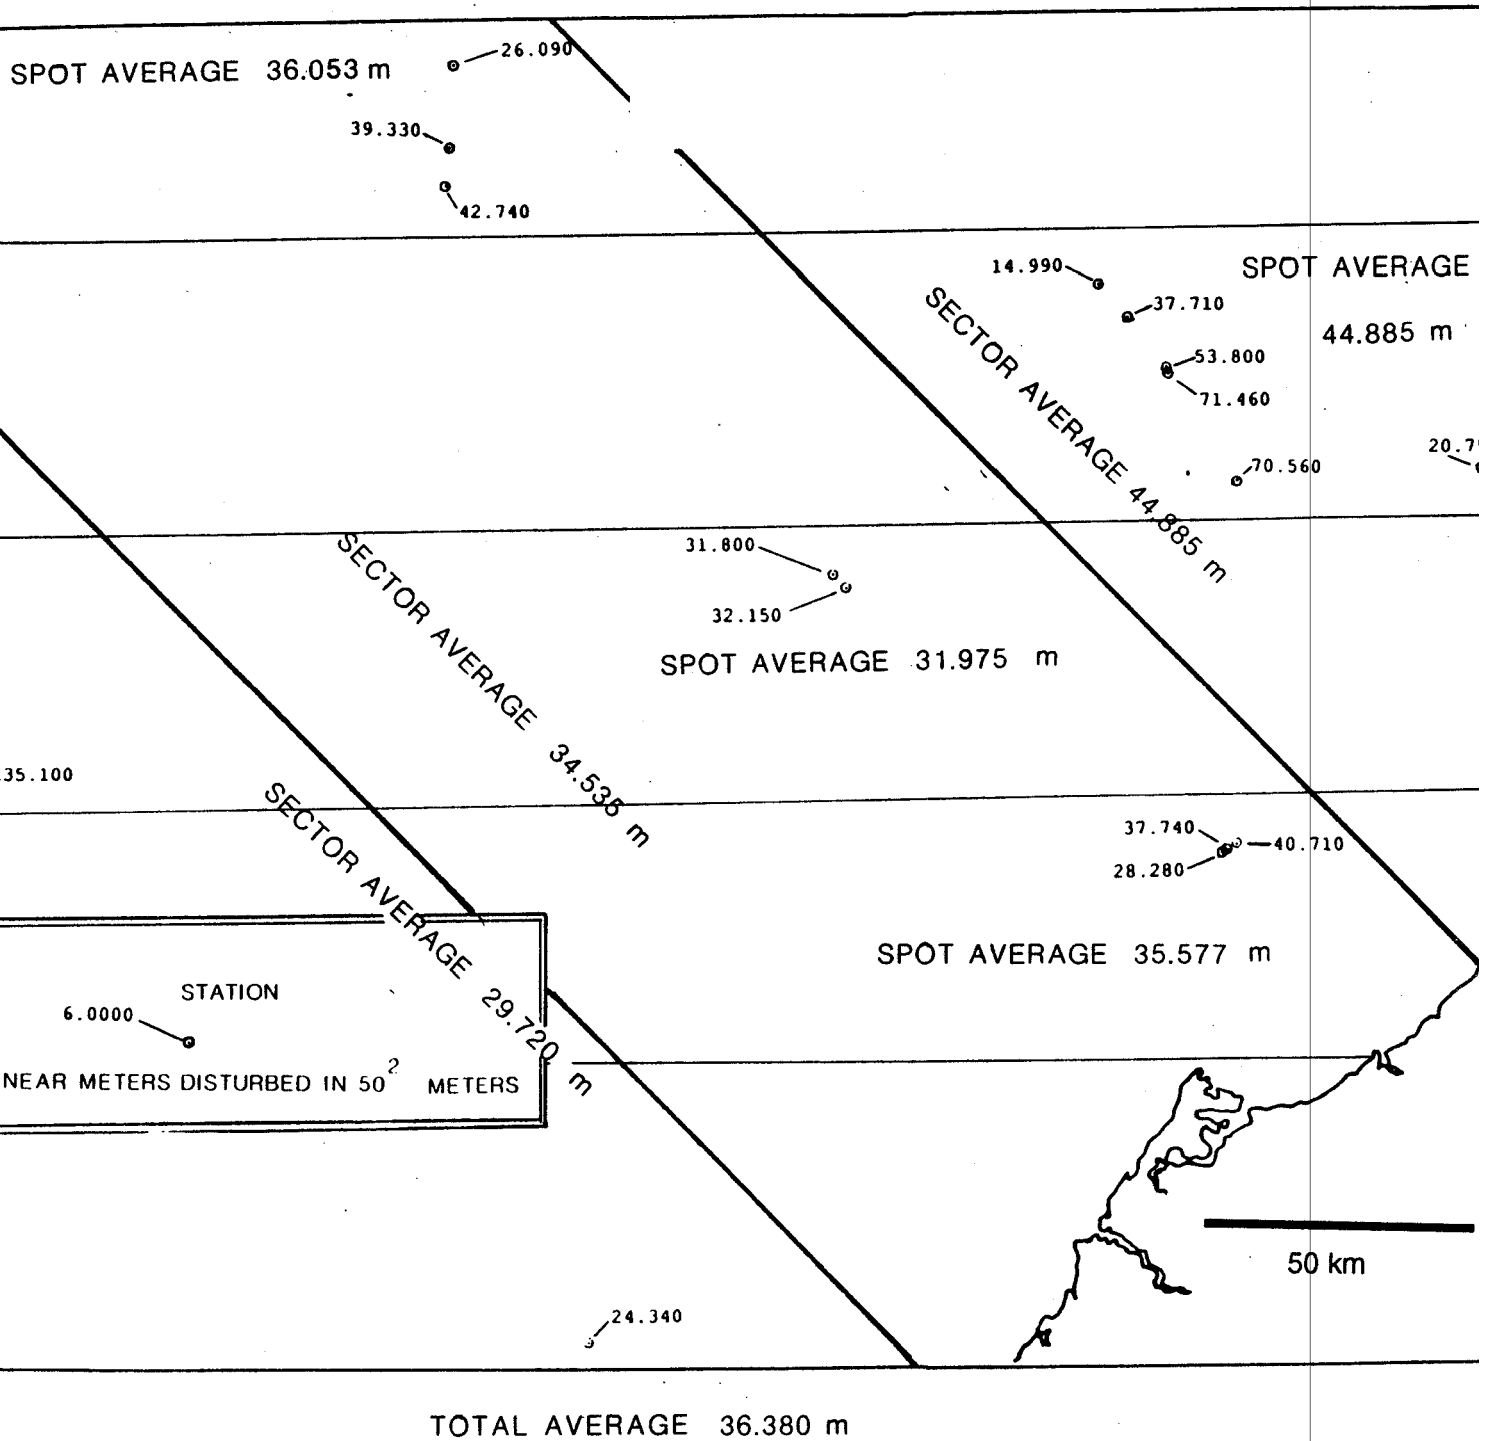 26.090
SPOT AVERAGE 36.053 m
39.330
42.740
14.990
SPOT AVERAGE
37.710
44.885 m
53.800
71.460
20.7
70.560
SECTOR AVERAGE 44.885 m
31.800
32.150
SPOT AVERAGE 31.975 m
SECTOR AVERAGE 34.535 m
35.100
SECTOR AVERAGE 29.720 m
37.740
40.710
28.280
SPOT AVERAGE 35.577 m
STATION
6.0000
NEAR METERS DISTURBED IN 50² METERS
50 km
24.340
TOTAL AVERAGE 36.380 m